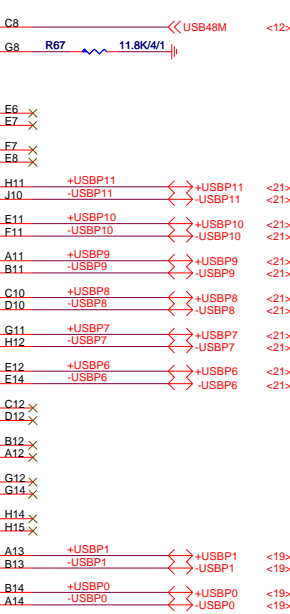 C8 USB48M <12>
G8 R67 11.8K/4/1
E6
E7
F7
E8
H11 +USBP11 +USBP11 <21>
J10 -USBP11 -USBP11 <21>
E11 +USBP10 +USBP10 <21>
F11 -USBP10 -USBP10 <21>
A11 +USBP9 +USBP9 <21>
B11 -USBP9 -USBP9 <21>
C10 +USBP8 +USBP8 <21>
D10 -USBP8 -USBP8 <21>
G11 +USBP7 +USBP7 <21>
H12 -USBP7 -USBP7 <21>
E12 +USBP6 +USBP6 <21>
E14 -USBP6 -USBP6 <21>
C12
D12
B12
A12
G12
G14
H14
H15
A13 +USBP1 +USBP1 <19>
B13 -USBP1 -USBP1 <19>
B14 +USBP0 +USBP0 <19>
A14 -USBP0 -USBP0 <19>